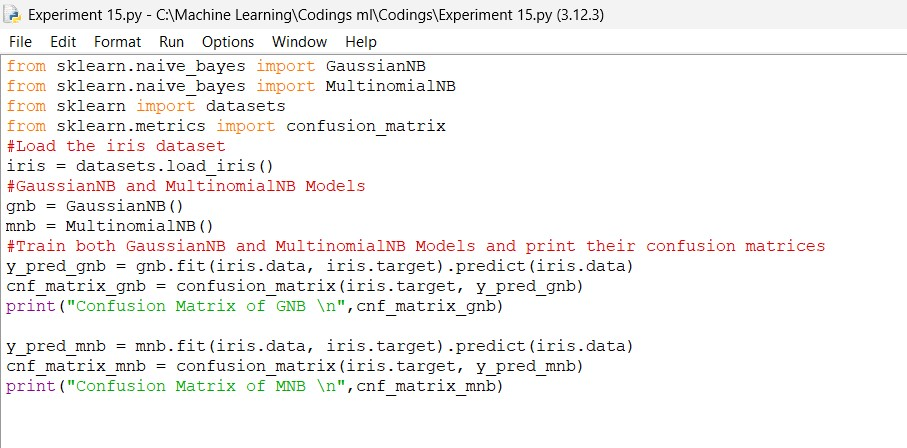 Experiment 15.py - C:\Machine Learning\Codings ml\Codings\Experiment 15.py (3.12.3)
File Edit Format Run Options Window Help
from sklearn.naive_bayes import GaussianNB
from sklearn.naive_bayes import MultinomialNB
from sklearn import datasets
from sklearn.metrics import confusion_matrix
#Load the iris dataset
iris = datasets.load_iris()
#GaussianNB and MultinomialNB Models
gnb = GaussianNB()
mnb = MultinomialNB()
#Train both GaussianNB and MultinomialNB Models and print their confusion matrices
y_pred_gnb = gnb.fit(iris.data, iris.target).predict(iris.data)
cnf_matrix_gnb = confusion_matrix(iris.target, y_pred_gnb)
print("Confusion Matrix of GNB \n",cnf_matrix_gnb)

y_pred_mnb = mnb.fit(iris.data, iris.target).predict(iris.data)
cnf_matrix_mnb = confusion_matrix(iris.target, y_pred_mnb)
print("Confusion Matrix of MNB \n",cnf_matrix_mnb)